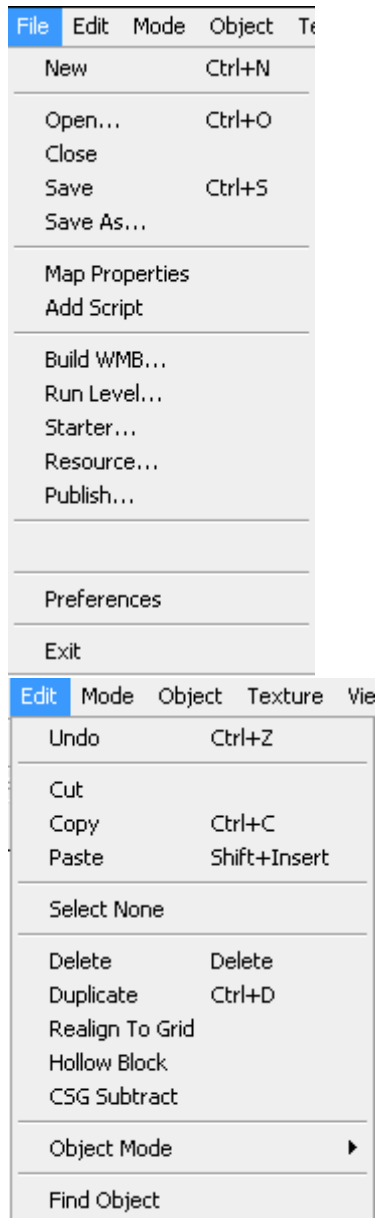 File Edit Mode Object Te
New Ctrl+N
Open... Ctrl+O
Close
Save Ctrl+S
Save As...
Map Properties
Add Script
Build WMB...
Run Level...
Starter...
Resource...
Publish...
Preferences
Exit
Edit Mode Object Texture Vie
Undo Ctrl+Z
Cut
Copy Ctrl+C
Paste Shift+Insert
Select None
Delete Delete
Duplicate Ctrl+D
Realign To Grid
Hollow Block
CSG Subtract
Object Mode
Find Object